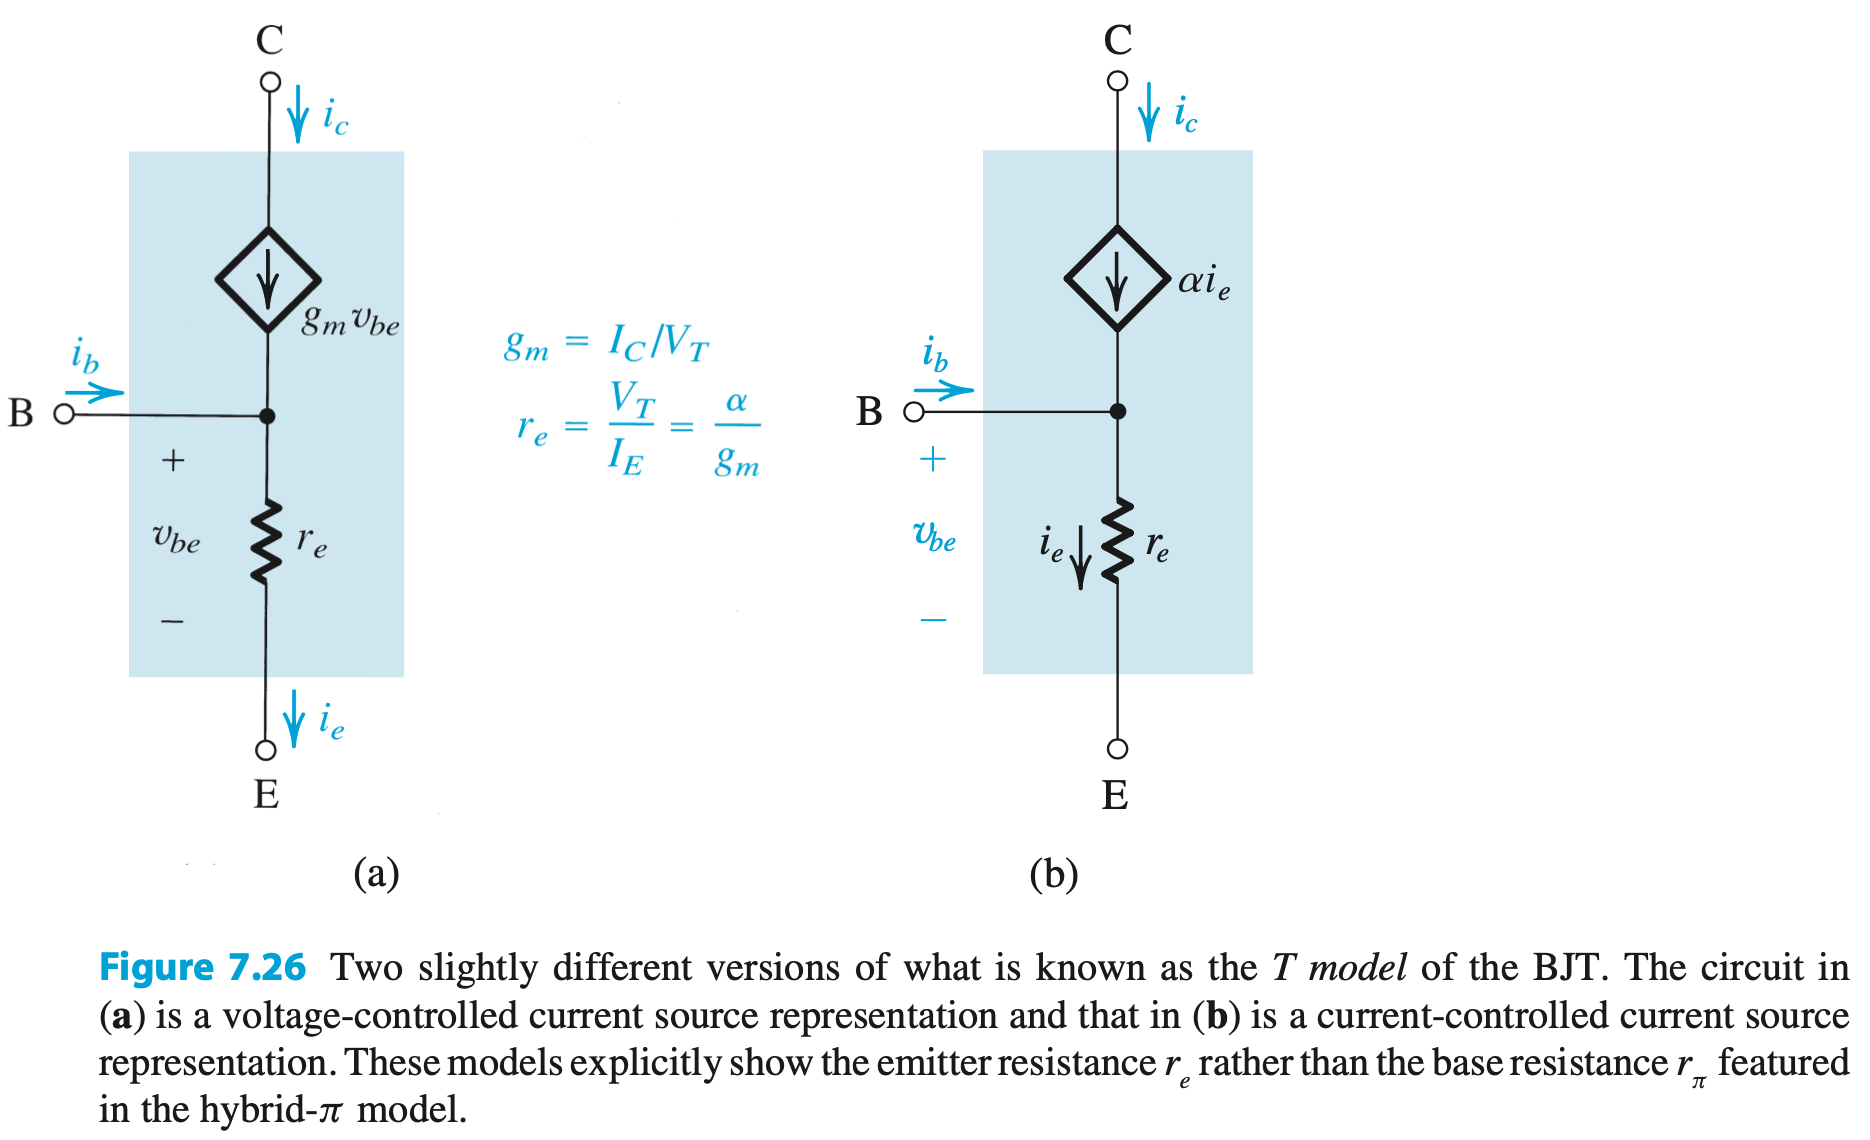 C
i_c
g_m v_be
i_b
B
+
v_be
−
r_e
i_e
E
(a)
g_m = I_C/V_T
r_e = V_T/I_E = α/g_m
C
i_c
αi_e
i_b
B
+
v_be
−
i_e
r_e
E
(b)
Figure 7.26 Two slightly different versions of what is known as the T model of the BJT. The circuit in
(a) is a voltage-controlled current source representation and that in (b) is a current-controlled current source
representation. These models explicitly show the emitter resistance r_e rather than the base resistance r_π featured
in the hybrid-π model.